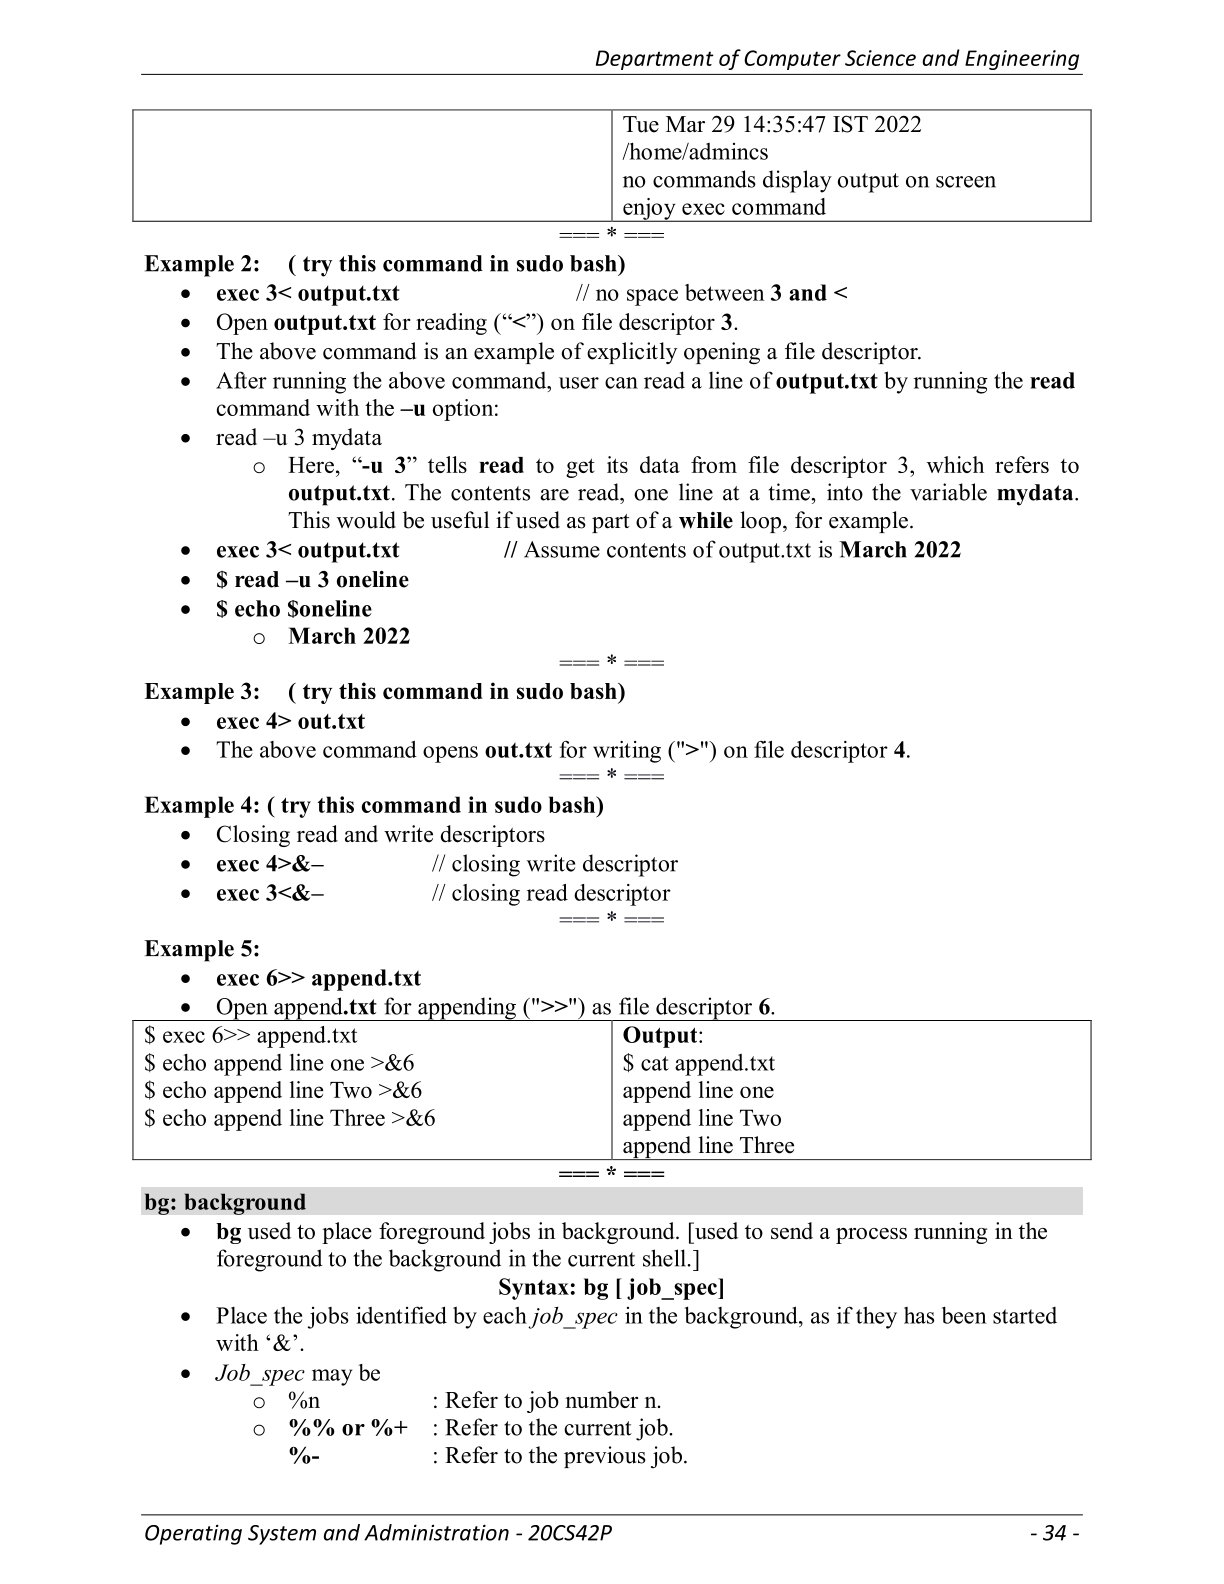 Department of Computer Science and Engineering
Tue Mar 29 14:35:47 IST 2022
/home/admincs
no commands display output on screen
enjoy exec command
=== * ===
Example 2: ( try this command in sudo bash)
• exec 3< output.txt // no space between 3 and <
• Open output.txt for reading (“<”) on file descriptor 3.
• The above command is an example of explicitly opening a file descriptor.
• After running the above command, user can read a line of output.txt by running the read
command with the –u option:
• read –u 3 mydata
o Here, “-u 3” tells read to get its data from file descriptor 3, which refers to
output.txt. The contents are read, one line at a time, into the variable mydata.
This would be useful if used as part of a while loop, for example.
• exec 3< output.txt // Assume contents of output.txt is March 2022
• $ read –u 3 oneline
• $ echo $oneline
o March 2022
=== * ===
Example 3: ( try this command in sudo bash)
• exec 4> out.txt
• The above command opens out.txt for writing (">") on file descriptor 4.
=== * ===
Example 4: ( try this command in sudo bash)
• Closing read and write descriptors
• exec 4>&– // closing write descriptor
• exec 3<&– // closing read descriptor
=== * ===
Example 5:
• exec 6>> append.txt
• Open append.txt for appending (">>") as file descriptor 6.
$ exec 6>> append.txt
$ echo append line one >&6
$ echo append line Two >&6
$ echo append line Three >&6
Output:
$ cat append.txt
append line one
append line Two
append line Three
=== * ===
bg: background
• bg used to place foreground jobs in background. [used to send a process running in the
foreground to the background in the current shell.]
Syntax: bg [ job_spec]
• Place the jobs identified by each job_spec in the background, as if they has been started
with ‘&’.
• Job_spec may be
o %n : Refer to job number n.
o %% or %+ : Refer to the current job.
%- : Refer to the previous job.
Operating System and Administration - 20CS42P - 34 -